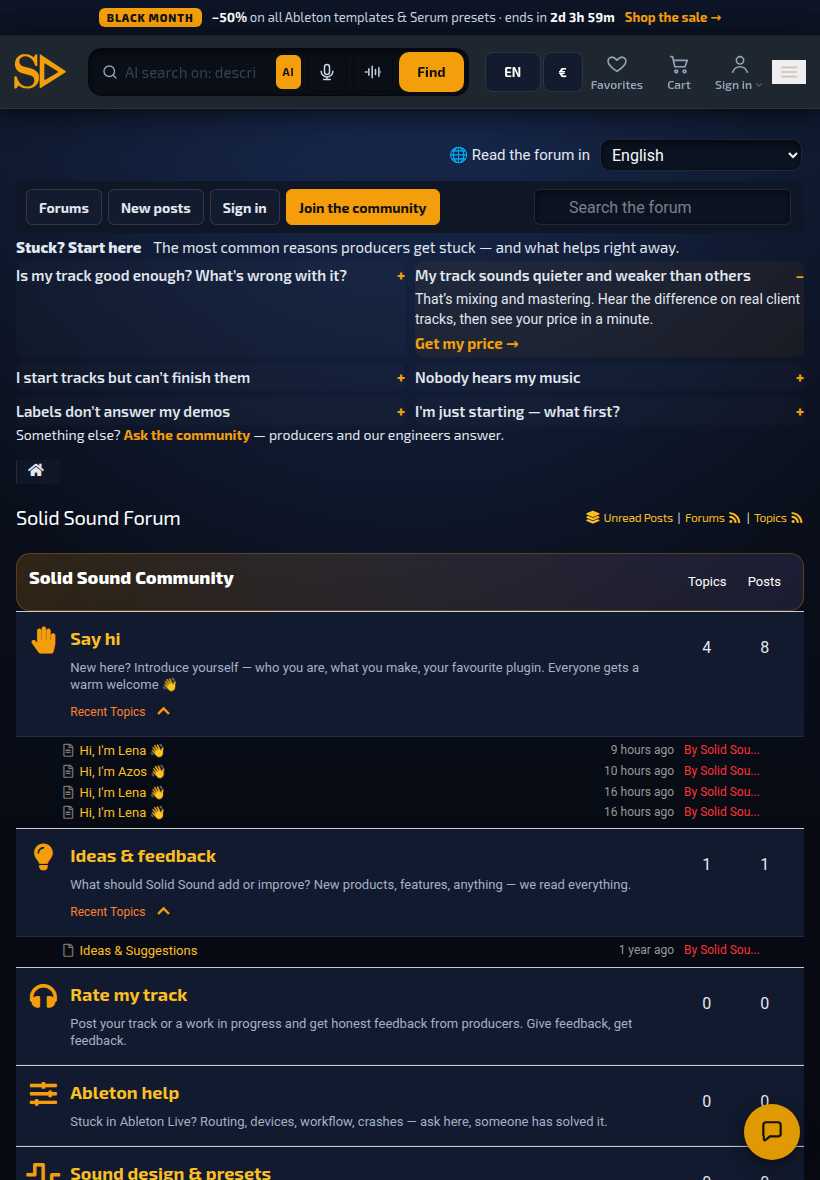 BLACK MONTH −50% on all Ableton templates & Serum presets · ends in 2d 3h 59m Shop the sale →
AI search on: descri AI Find EN € Favorites Cart Sign in
🌐 Read the forum in English
Forums New posts Sign in Join the community Search the forum
Stuck? Start here The most common reasons producers get stuck — and what helps right away.
Is my track good enough? What's wrong with it? +
My track sounds quieter and weaker than others –
That's mixing and mastering. Hear the difference on real client
tracks, then see your price in a minute.
Get my price →
I start tracks but can't finish them +
Nobody hears my music +
Labels don't answer my demos +
I'm just starting — what first? +
Something else? Ask the community — producers and our engineers answer.
Solid Sound Forum
Unread Posts | Forums | Topics
Solid Sound Community Topics Posts
Say hi 4 8
New here? Introduce yourself — who you are, what you make, your favourite plugin. Everyone gets a
warm welcome 👋
Recent Topics
Hi, I'm Lena 👋 9 hours ago By Solid Sou...
Hi, I'm Azos 👋 10 hours ago By Solid Sou...
Hi, I'm Lena 👋 16 hours ago By Solid Sou...
Hi, I'm Lena 👋 16 hours ago By Solid Sou...
Ideas & feedback 1 1
What should Solid Sound add or improve? New products, features, anything — we read everything.
Recent Topics
Ideas & Suggestions 1 year ago By Solid Sou...
Rate my track 0 0
Post your track or a work in progress and get honest feedback from producers. Give feedback, get
feedback.
Ableton help 0 0
Stuck in Ableton Live? Routing, devices, workflow, crashes — ask here, someone has solved it.
Sound design & presets